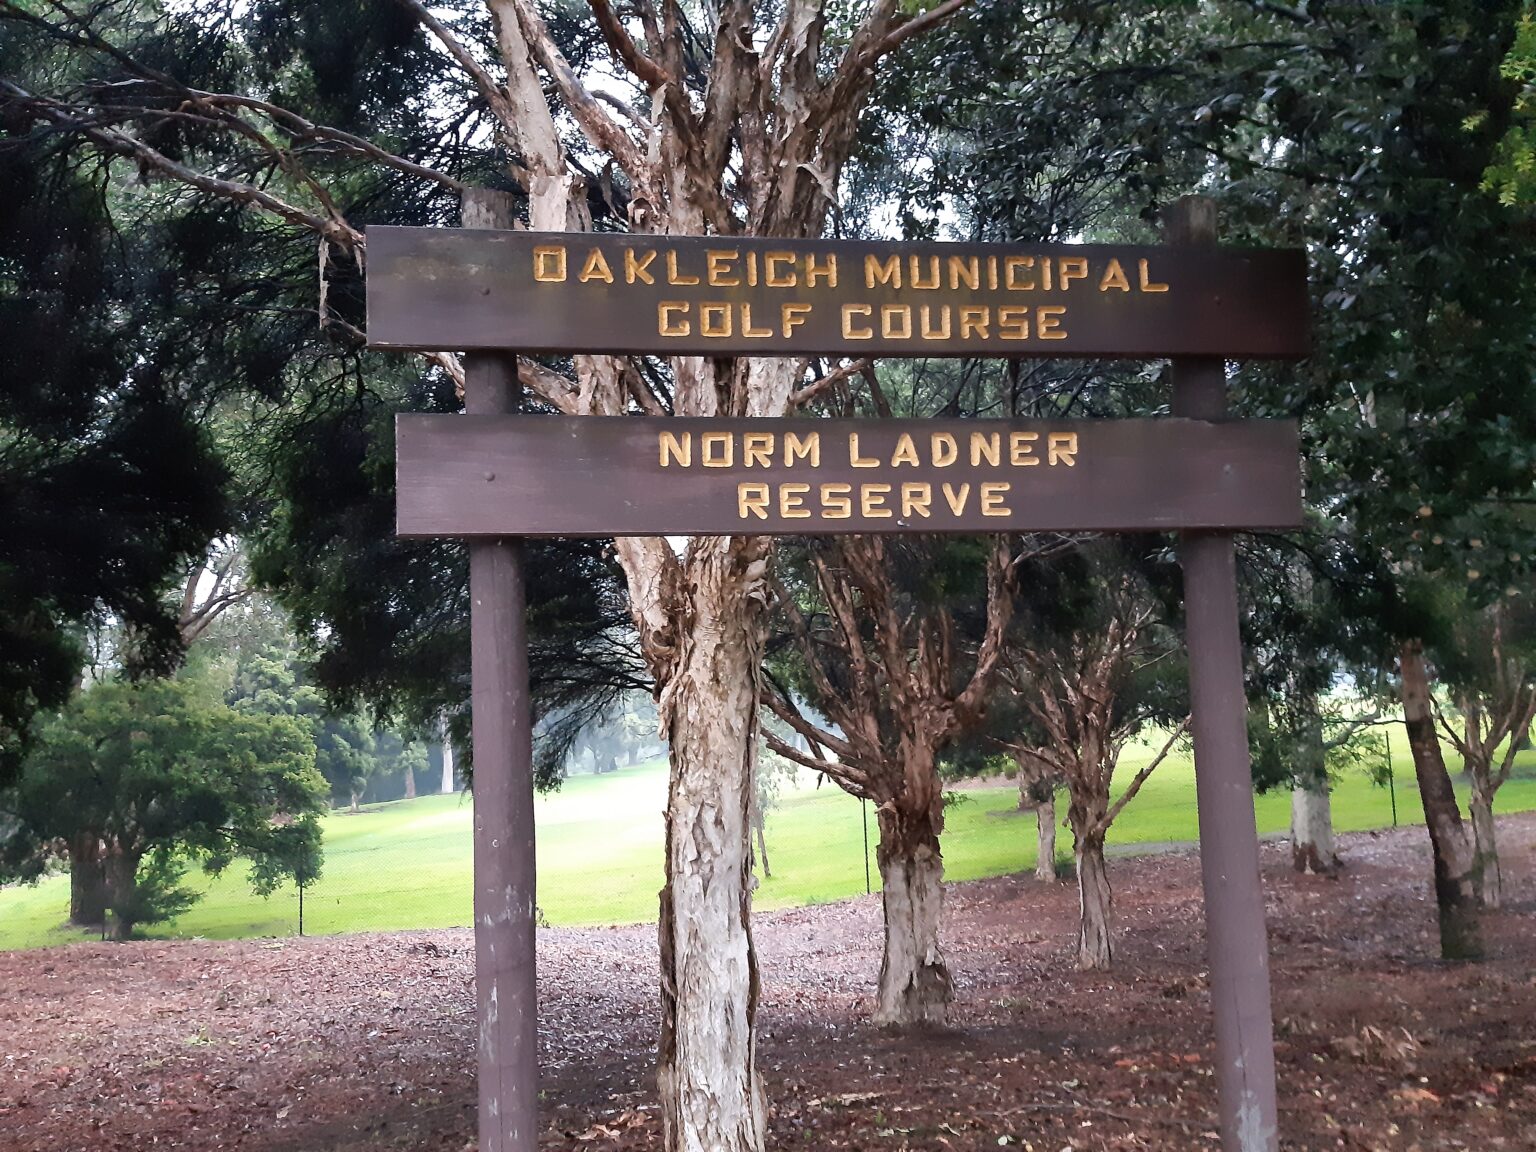 OAKLEIGH MUNICIPAL
GOLF COURSE
NORM LADNER
RESERVE